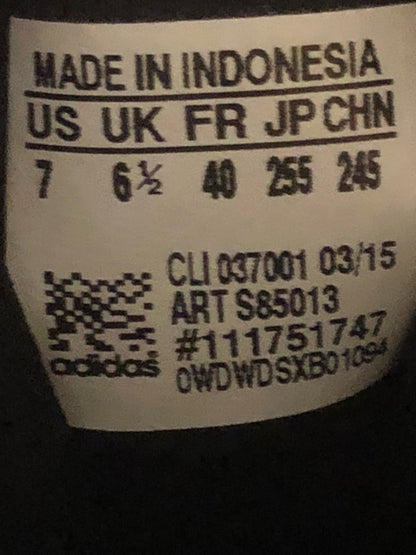 MADE IN INDONESIA
US UK FR JP CHN
7 6½ 40 255 245
CLI 037001 03/15
ART S85013
#111751747
adidas 0WDWDSXB01094